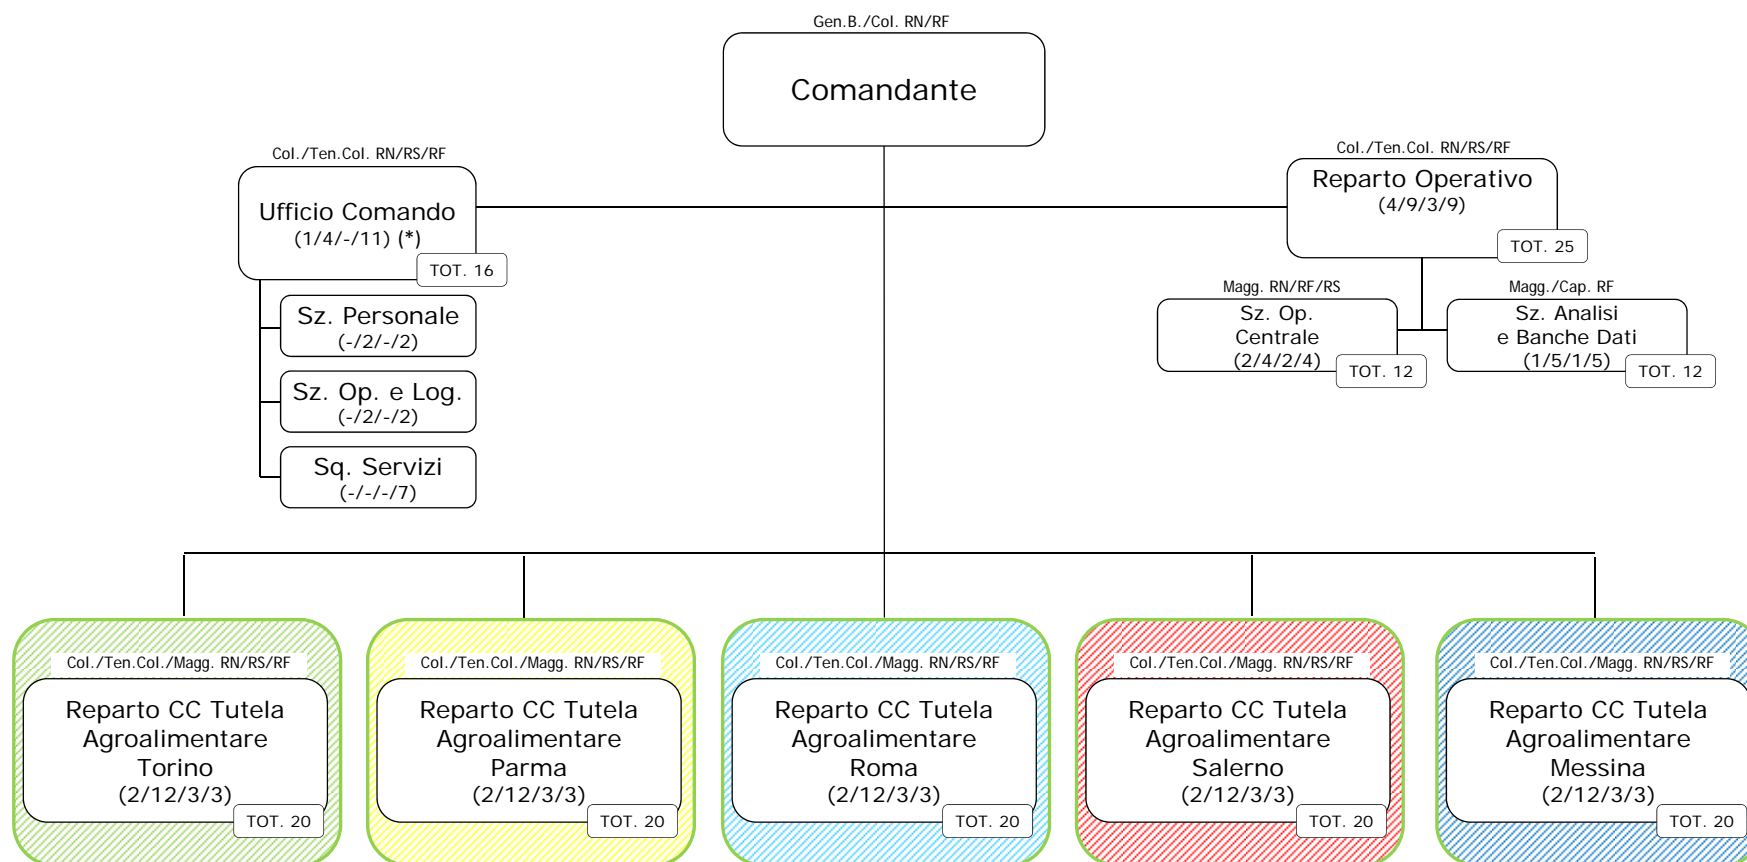 Gen.B./Col. RN/RF
Comandante
Col./Ten.Col. RN/RS/RF
Ufficio Comando
(1/4/-/11) (*)
TOT. 16
Sz. Personale
(-/2/-/2)
Sz. Op. e Log.
(-/2/-/2)
Sq. Servizi
(-/-/-/7)
Col./Ten.Col. RN/RS/RF
Reparto Operativo
(4/9/3/9)
TOT. 25
Magg. RN/RF/RS
Sz. Op.
Centrale
(2/4/2/4)
TOT. 12
Magg./Cap. RF
Sz. Analisi
e Banche Dati
(1/5/1/5)
TOT. 12
Col./Ten.Col./Magg. RN/RS/RF
Reparto CC Tutela
Agroalimentare
Torino
(2/12/3/3)
TOT. 20
Col./Ten.Col./Magg. RN/RS/RF
Reparto CC Tutela
Agroalimentare
Parma
(2/12/3/3)
TOT. 20
Col./Ten.Col./Magg. RN/RS/RF
Reparto CC Tutela
Agroalimentare
Roma
(2/12/3/3)
TOT. 20
Col./Ten.Col./Magg. RN/RS/RF
Reparto CC Tutela
Agroalimentare
Salerno
(2/12/3/3)
TOT. 20
Col./Ten.Col./Magg. RN/RS/RF
Reparto CC Tutela
Agroalimentare
Messina
(2/12/3/3)
TOT. 20